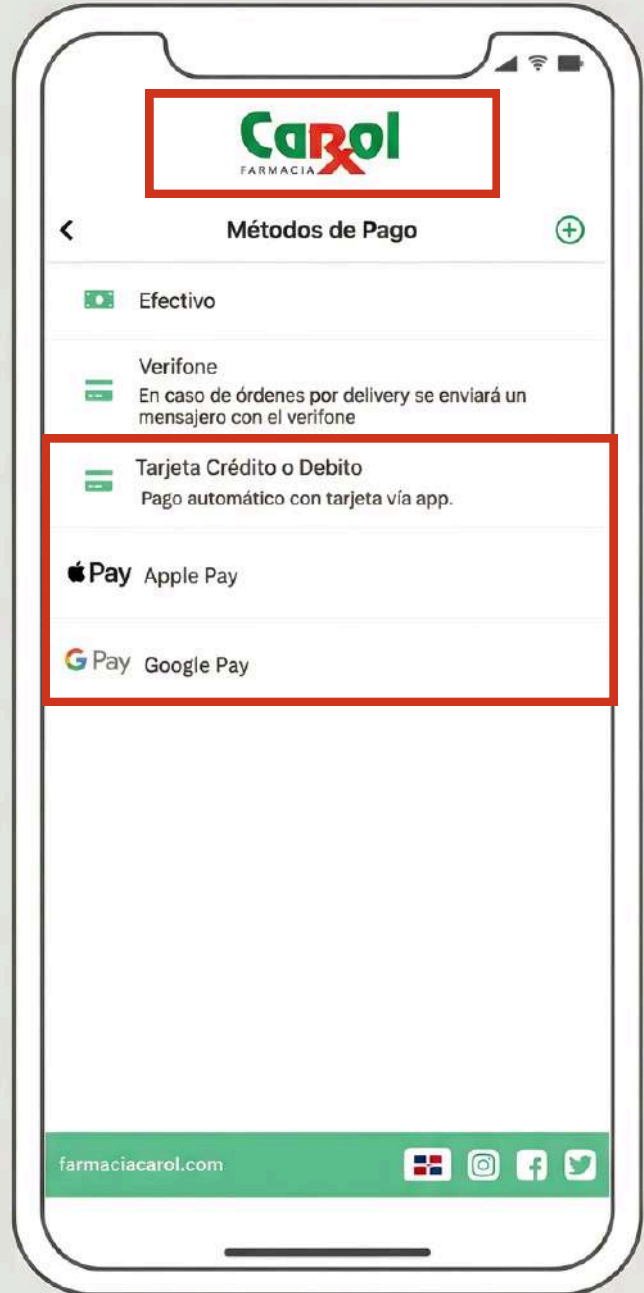 Carol
FARMACIA
Métodos de Pago
Efectivo
Verifone
En caso de órdenes por delivery se enviará un
mensajero con el verifone
Tarjeta Crédito o Debito
Pago automático con tarjeta vía app.
Pay Apple Pay
G Pay Google Pay
farmaciacarol.com